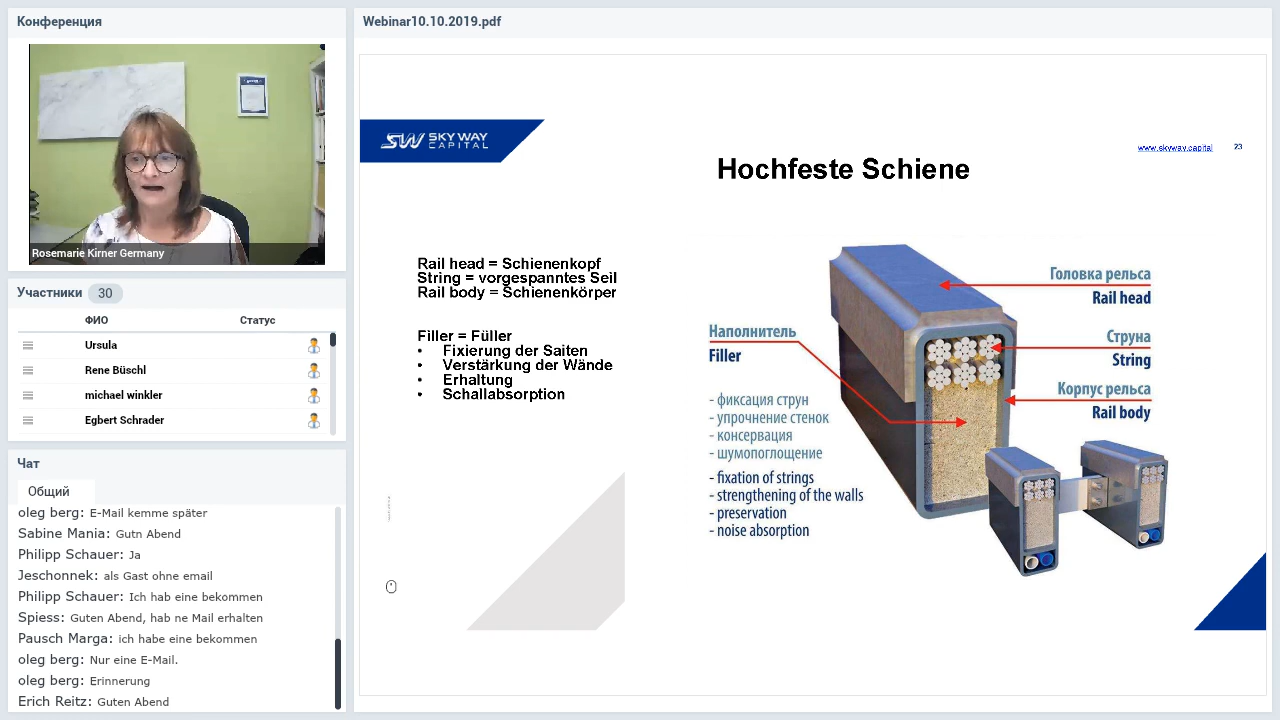 Конференция
Rosemarie Kirner Germany
Участники 30
ФИО Статус
Ursula
Rene Büschl
michael winkler
Egbert Schrader
Чат
Общий
oleg berg: E-Mail kemme später
Sabine Mania: Gutn Abend
Philipp Schauer: Ja
Jeschonnek: als Gast ohne email
Philipp Schauer: Ich hab eine bekommen
Spiess: Guten Abend, hab ne Mail erhalten
Pausch Marga: ich habe eine bekommen
oleg berg: Nur eine E-Mail.
oleg berg: Erinnerung
Erich Reitz: Guten Abend
Webinar10.10.2019.pdf
SW SKYWAY
CAPITAL
www.skyway.capital 23
Hochfeste Schiene
Rail head = Schienenkopf
String = vorgespanntes Seil
Rail body = Schienenkörper
Filler = Füller
• Fixierung der Saiten
• Verstärkung der Wände
• Erhaltung
• Schallabsorption
Наполнитель
Filler
- фиксация струн
- упрочнение стенок
- консервация
- шумопоглощение
- fixation of strings
- strengthening of the walls
- preservation
- noise absorption
Головка рельса
Rail head
Струна
String
Корпус рельса
Rail body